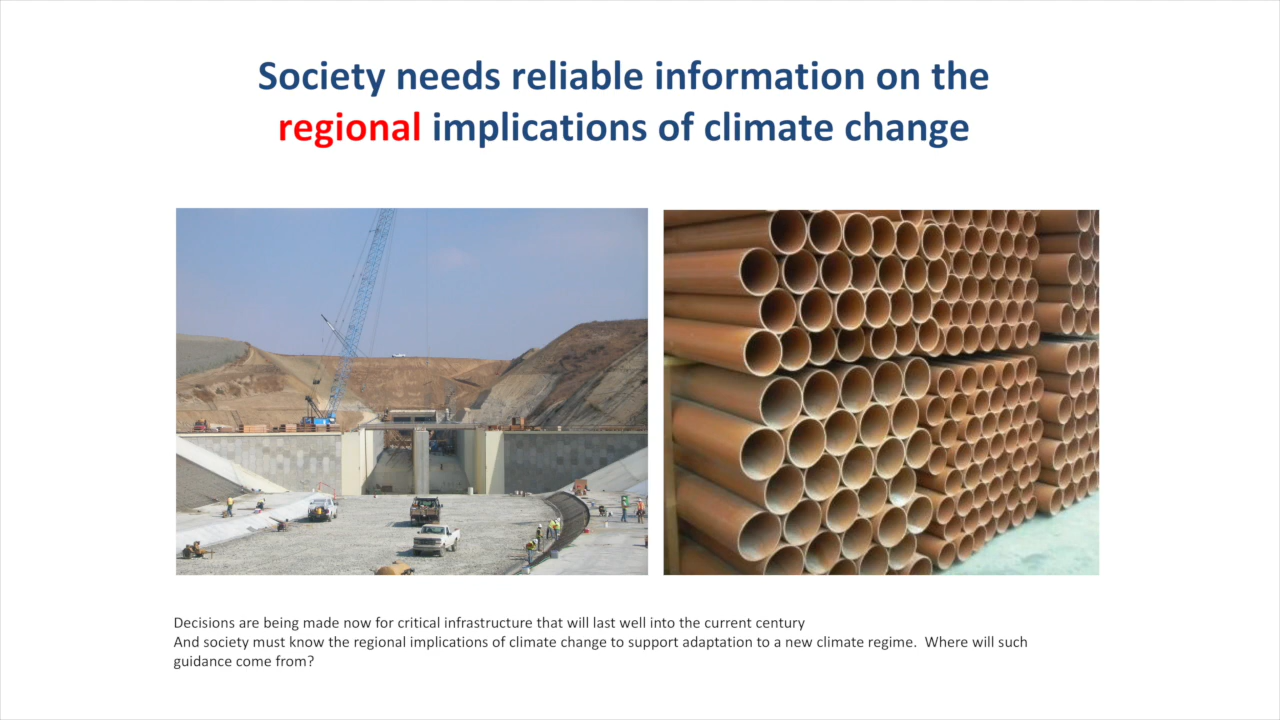 Society needs reliable information on the
regional implications of climate change
Decisions are being made now for critical infrastructure that will last well into the current century
And society must know the regional implications of climate change to support adaptation to a new climate regime.  Where will such
guidance come from?